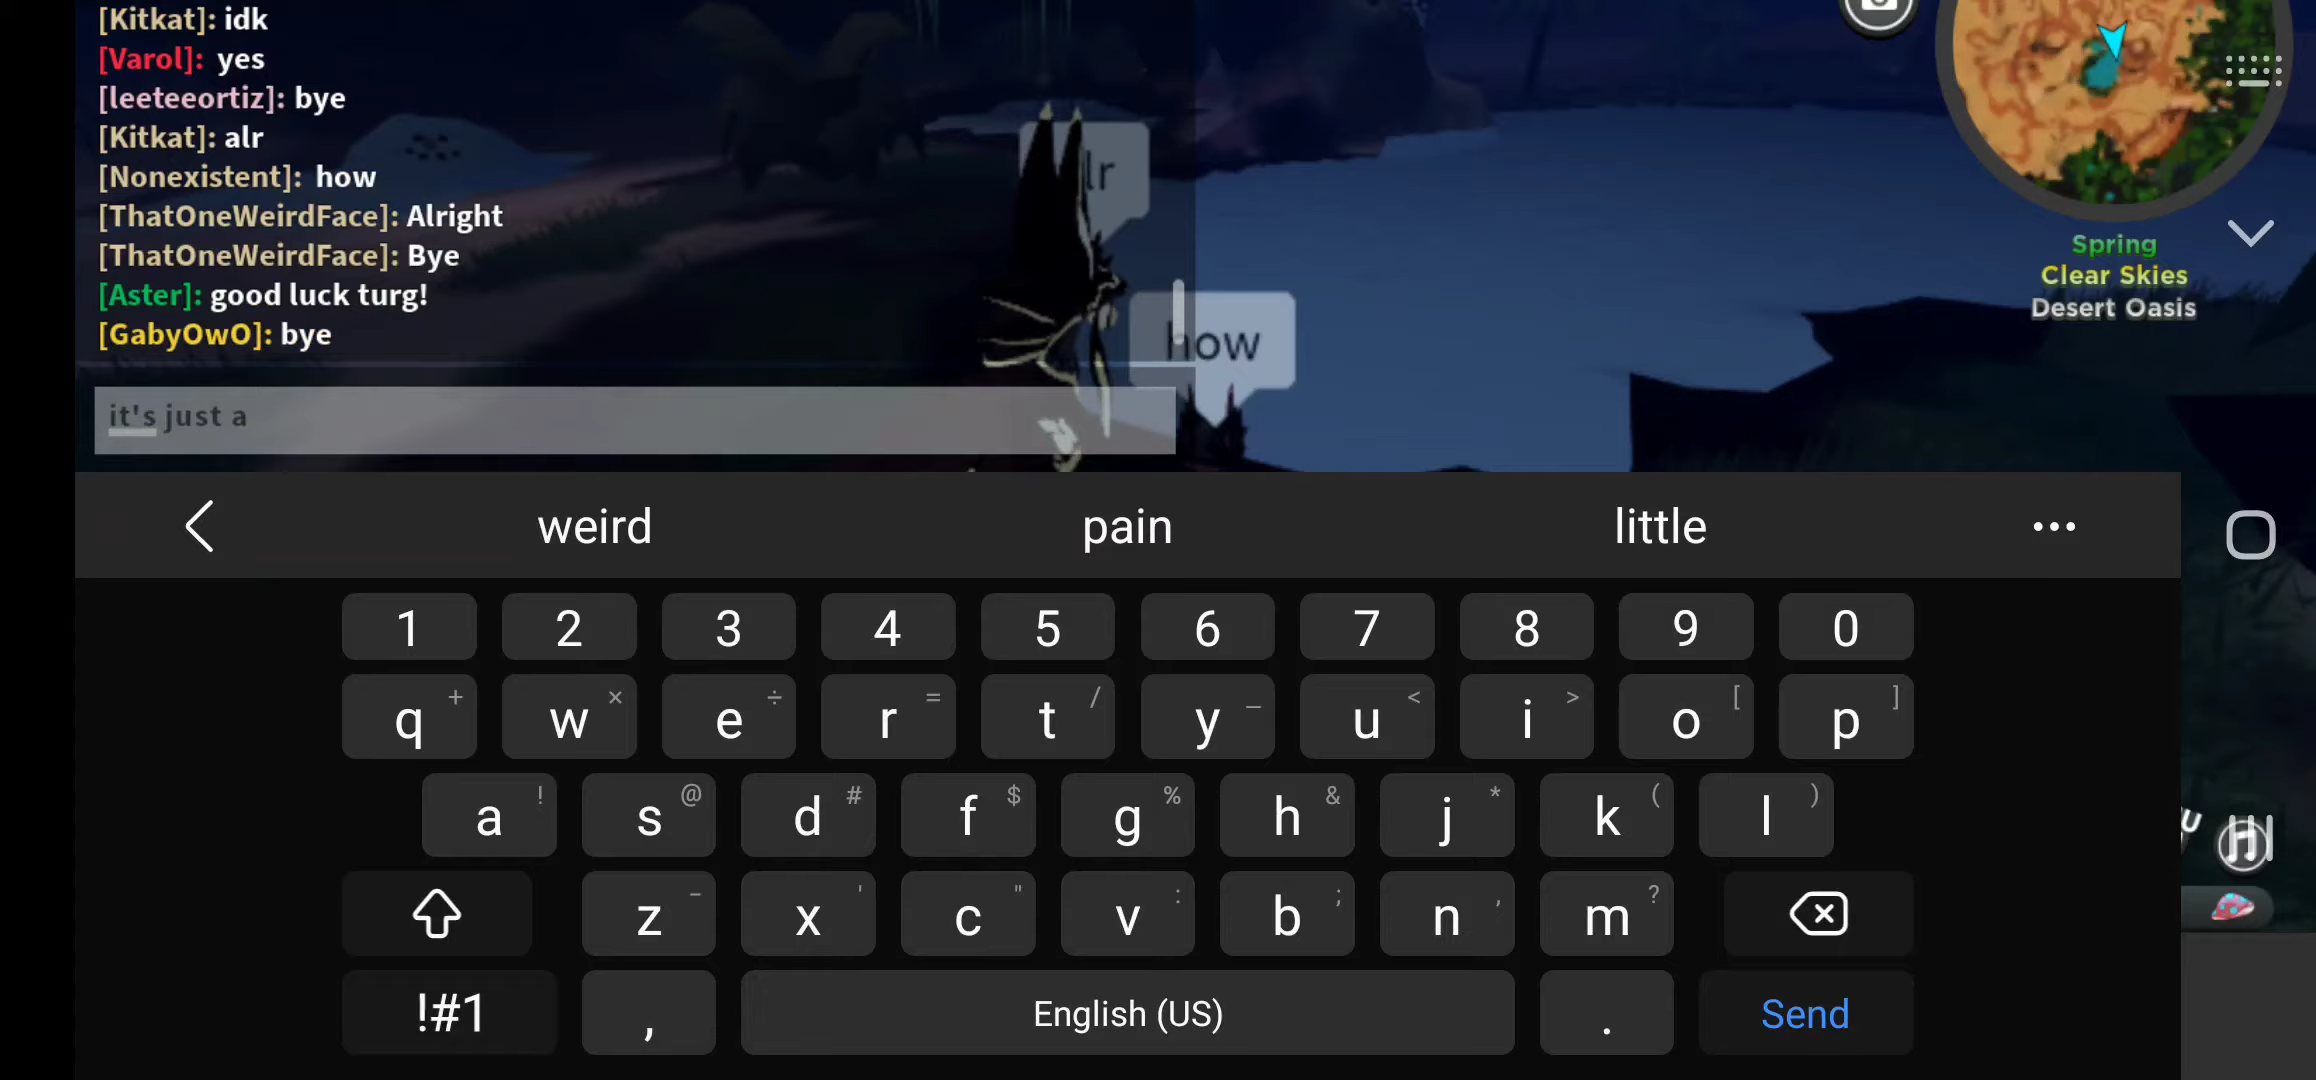 [Kitkat]: idk
[Varol]: yes
[leeteeortiz]: bye
[Kitkat]: alr
[Nonexistent]: how
[ThatOneWeirdFace]: Alright
[ThatOneWeirdFace]: Bye
[Aster]: good luck turg!
[GabyOwO]: bye
lr
how
Spring
Clear Skies
Desert Oasis
it's just a
weird pain little
1 2 3 4 5 6 7 8 9 0
q + w × e ÷ r = t / y _ u < i > o [ p ]
a ! s @ d # f $ g % h & j * k ( l )
z - x ' c " v : b ; n , m ?
!#1 , English (US) . Send